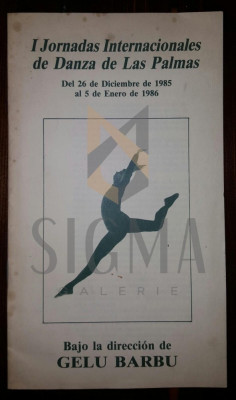 I Jornadas Internacionales
de Danza de Las Palmas
Del 26 de Diciembre de 1985
al 5 de Enero de 1986
SIGMA
GALERIE
Bajo la dirección de
GELU BARBU